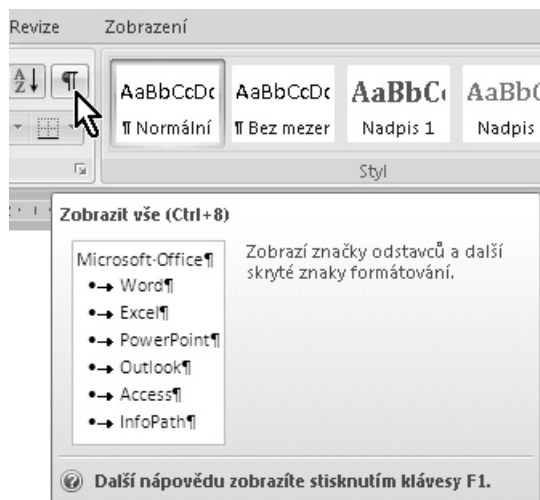 Revize Zobrazení
A Z ¶
AaBbCcDc AaBbCcDc AaBbC AaBbC
¶ Normální ¶ Bez mezer Nadpis 1 Nadpis
Styl
Zobrazit vše (Ctrl+8)
Zobrazí značky odstavců a další
skryté znaky formátování.
Microsoft·Office¶
•→ Word¶
•→ Excel¶
•→ PowerPoint¶
•→ Outlook¶
•→ Access¶
•→ InfoPath¶
Další nápovědu zobrazíte stisknutím klávesy F1.